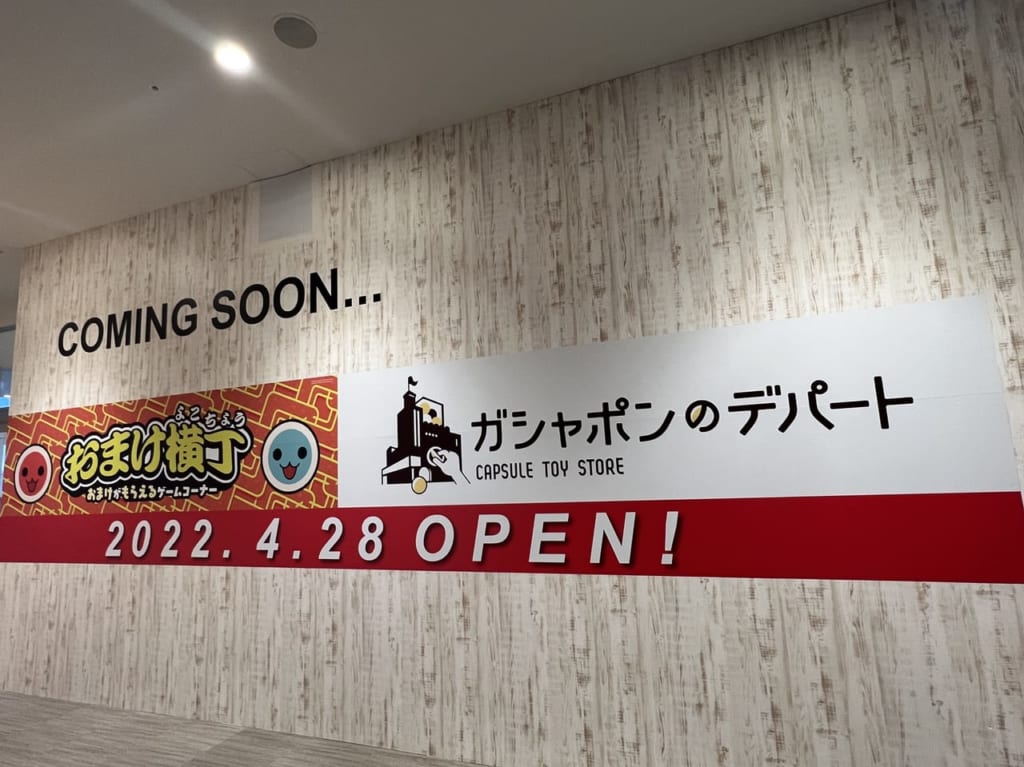 COMING SOON...
よこちょう
おまけ横丁
おまけがもらえるゲームコーナー
ガシャポンのデパート
CAPSULE TOY STORE
2022. 4.28 OPEN!